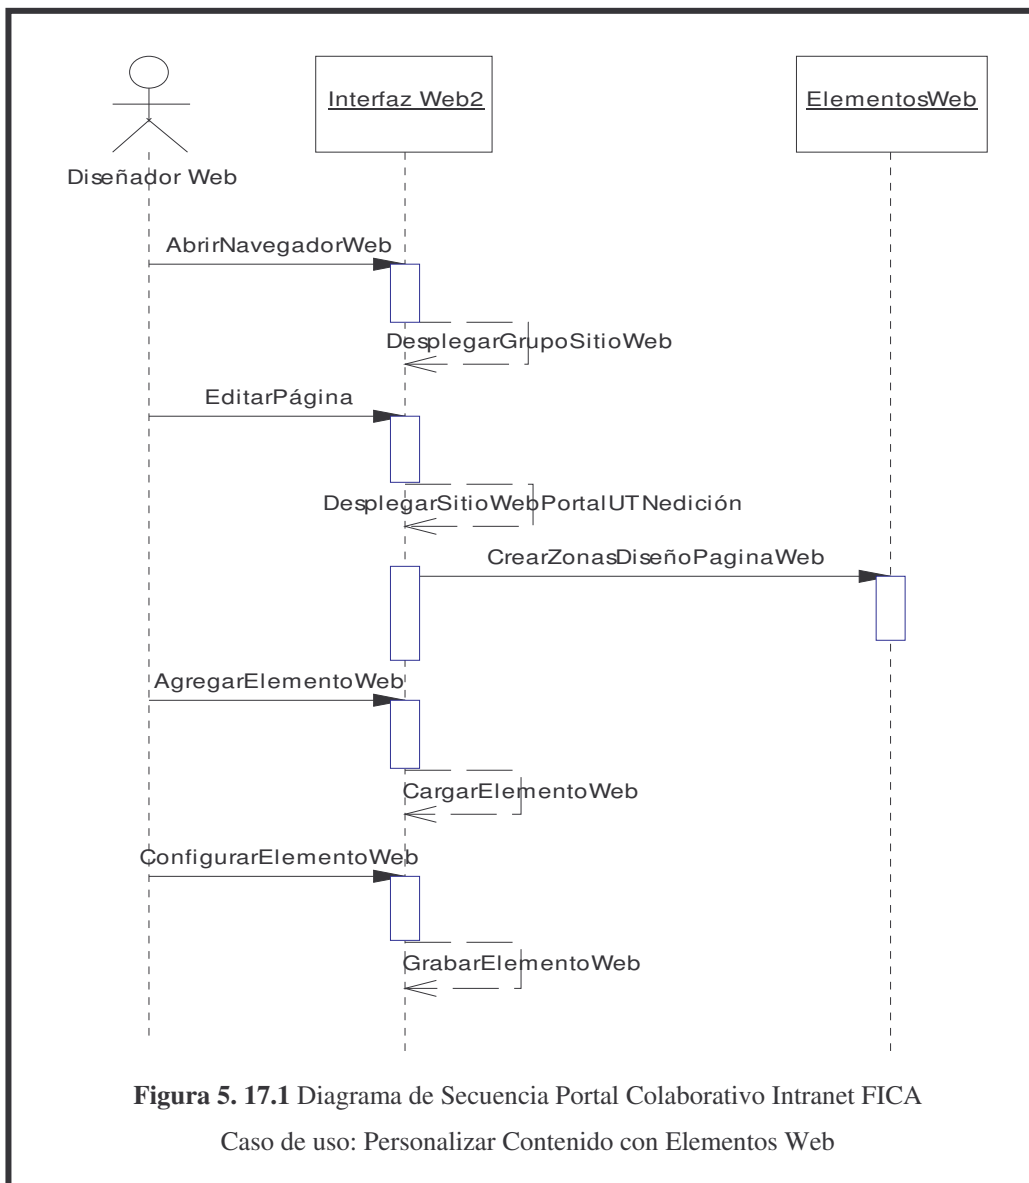 Interfaz Web2
ElementosWeb
Diseñador Web
AbrirNavegadorWeb
DesplegarGrupoSitioWeb
EditarPágina
DesplegarSitioWebPortalUTNedición
CrearZonasDiseñoPaginaWeb
AgregarElementoWeb
CargarElementoWeb
ConfigurarElementoWeb
GrabarElementoWeb
Figura 5. 17.1 Diagrama de Secuencia Portal Colaborativo Intranet FICA
Caso de uso: Personalizar Contenido con Elementos Web